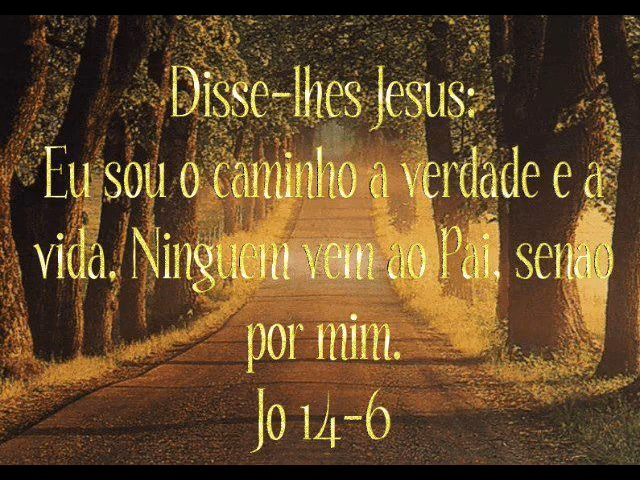 Disse-lhes Jesus:
Eu sou o caminho a verdade e a
vida. Ninguem vem ao Pai, senao
por mim.
Jo 14-6